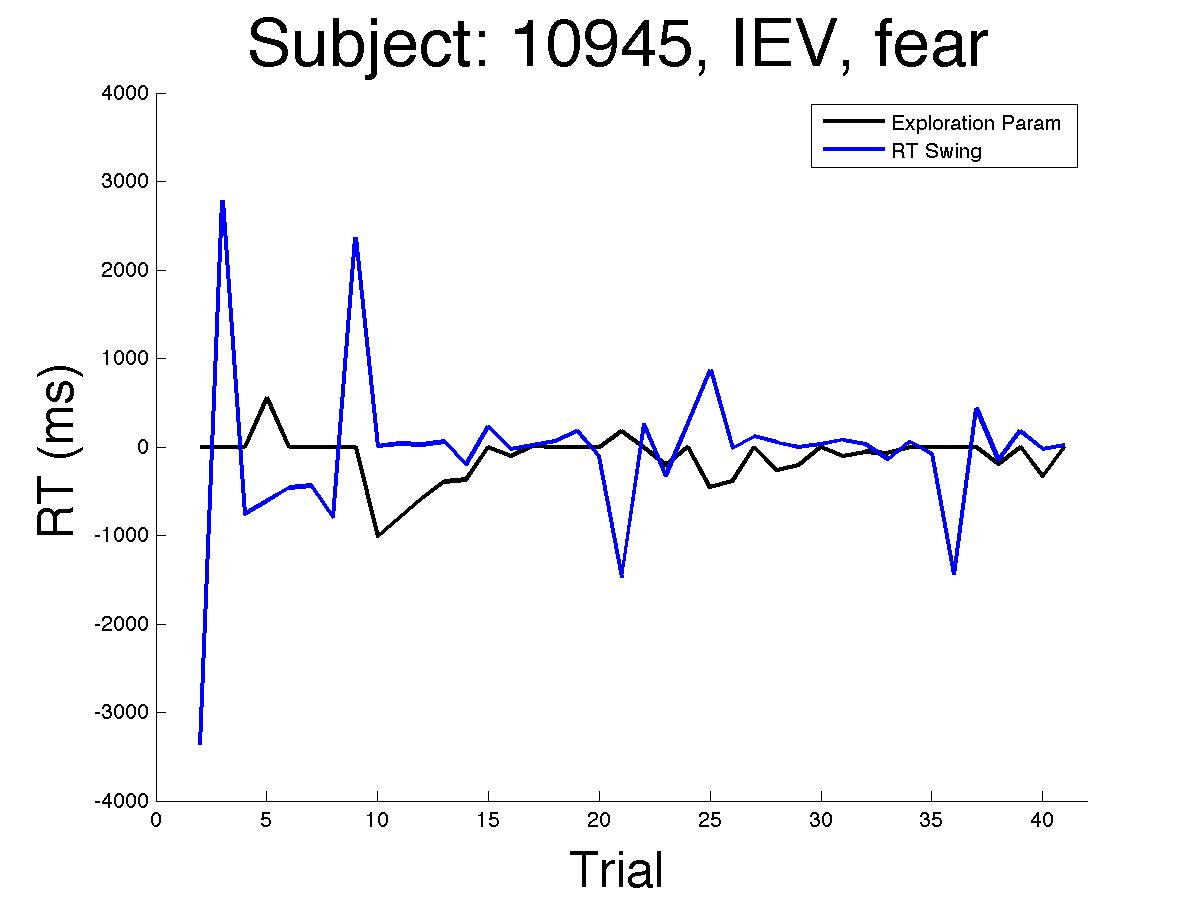 Subject: 10945, IEV, fear
Exploration Param
RT Swing
4000
3000
2000
1000
0
-1000
-2000
-3000
-4000
RT (ms)
0 5 10 15 20 25 30 35 40
Trial